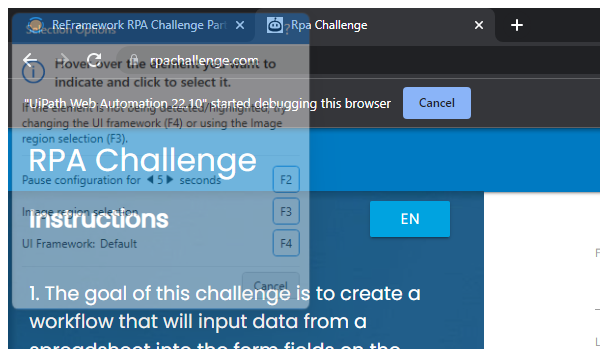 ReFramework RPA Challenge Part
Rpa Challenge
Selection Options
?
rpachallenge.com
Hover over the element you want to
indicate and click to select it.
"UiPath Web Automation 22.10" started debugging this browser
Cancel
If the element is not being detected/highlighted, try
changing the UI framework (F4) or using the Image
region selection (F3).
RPA Challenge
Pause configuration for 5 seconds
F2
Image region selection
F3
Instructions
EN
UI Framework: Default
F4
Cancel
1. The goal of this challenge is to create a
workflow that will input data from a
spreadsheet into the form fields on the